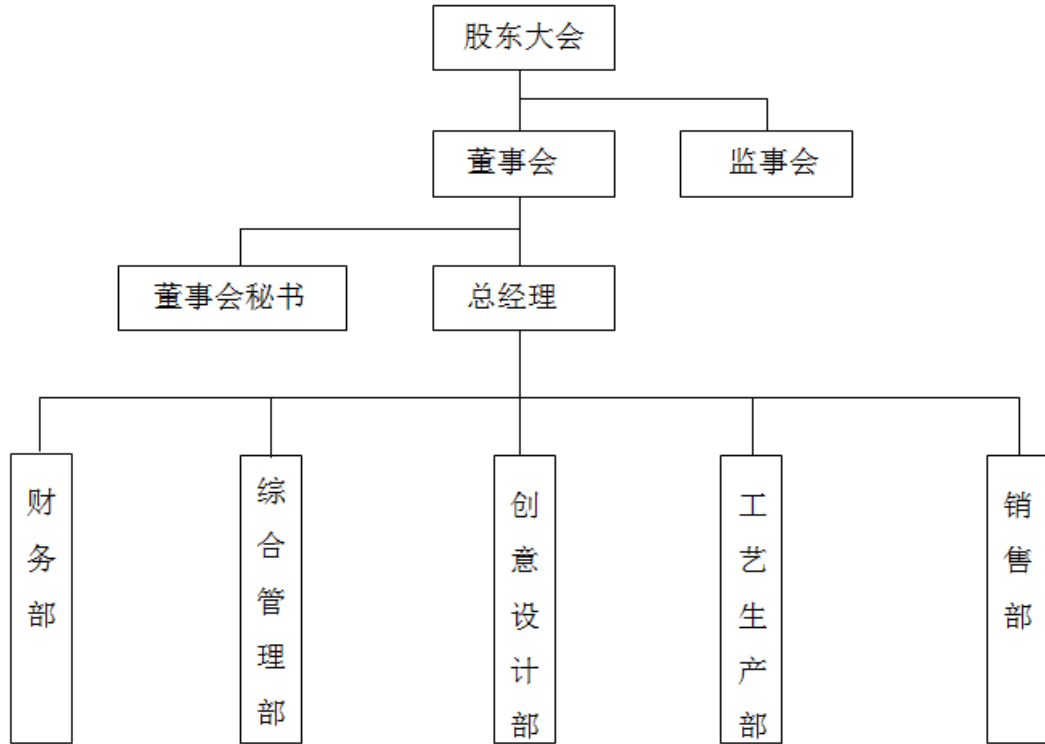 股东大会
董事会
监事会
董事会秘书
总经理
财务部
综合管理部
创意设计部
工艺生产部
销售部